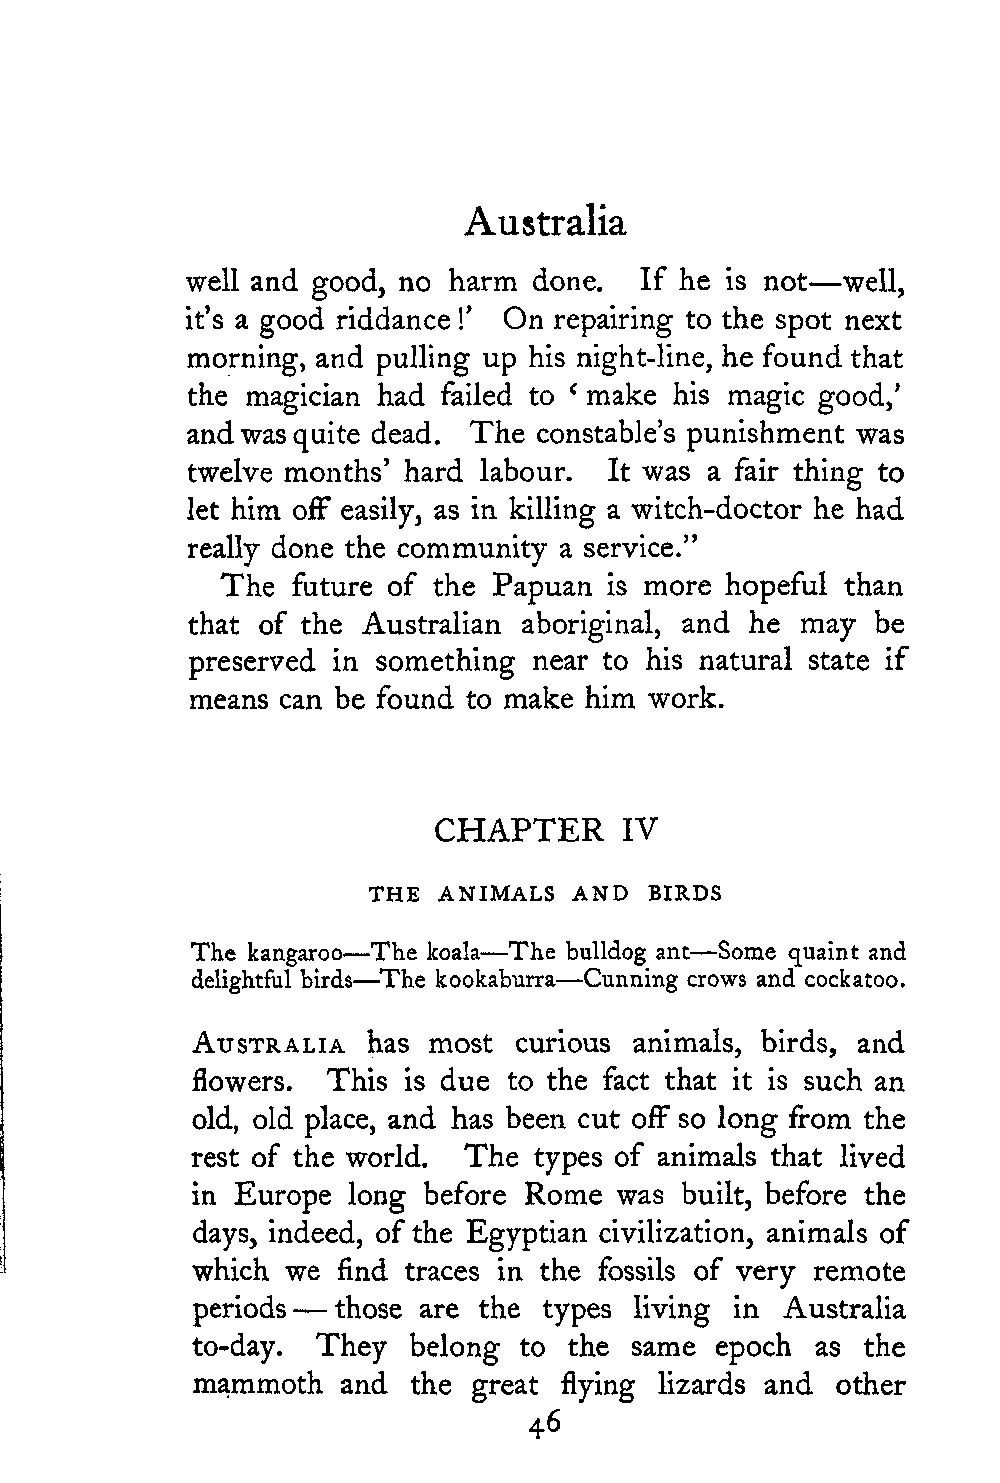 Australia
well and good, no harm done. If he is not—well,
it's a good riddance!' On repairing to the spot next
morning, and pulling up his night-line, he found that
the magician had failed to ‘make his magic good,’
and was quite dead. The constable's punishment was
twelve months' hard labour. It was a fair thing to
let him off easily, as in killing a witch-doctor he had
really done the community a service.”
The future of the Papuan is more hopeful than
that of the Australian aboriginal, and he may be
preserved in something near to his natural state if
means can be found to make him work.
CHAPTER IV
THE ANIMALS AND BIRDS
The kangaroo—The koala—The bulldog ant—Some quaint and
delightful birds—The kookaburra—Cunning crows and cockatoo.
AUSTRALIA has most curious animals, birds, and
flowers. This is due to the fact that it is such an
old, old place, and has been cut off so long from the
rest of the world. The types of animals that lived
in Europe long before Rome was built, before the
days, indeed, of the Egyptian civilization, animals of
which we find traces in the fossils of very remote
periods — those are the types living in Australia
to-day. They belong to the same epoch as the
mammoth and the great flying lizards and other
46